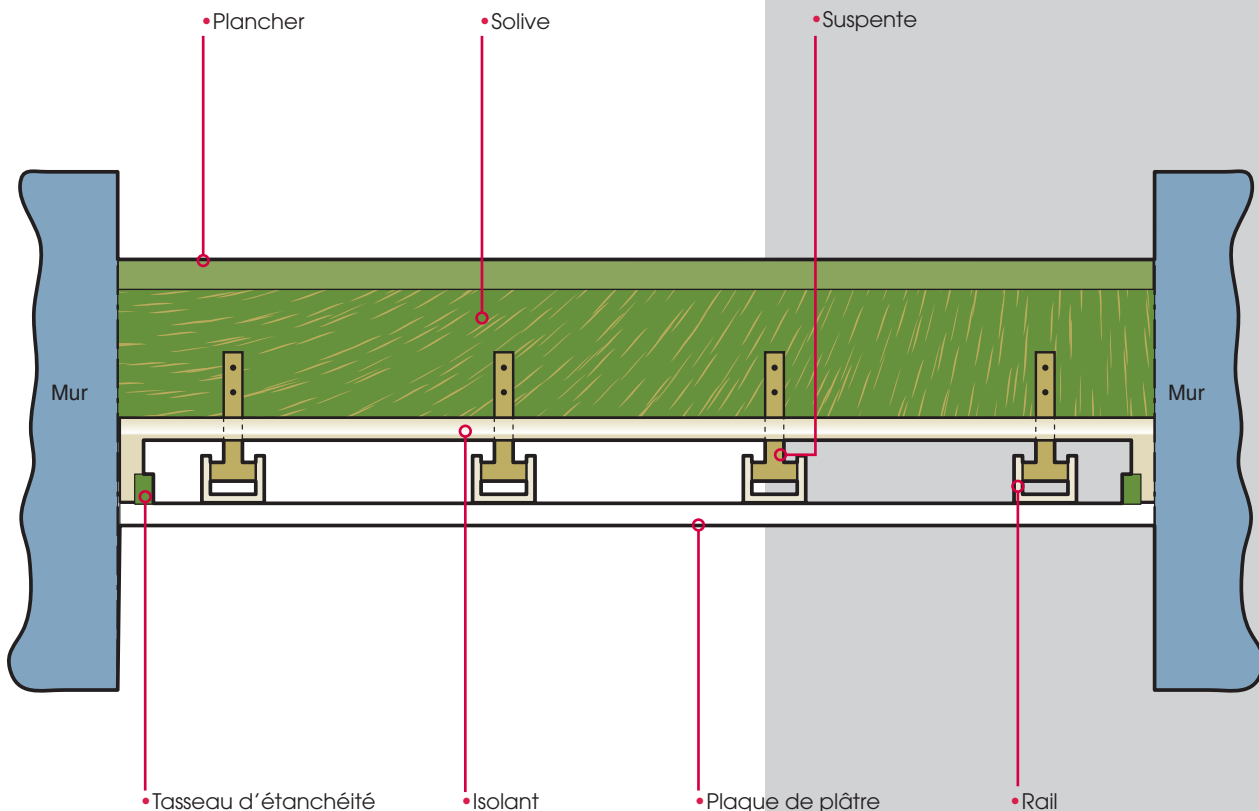 •Plancher
•Solive
•Suspente
Mur
Mur
•Tasseau d'étanchéité
•Isolant
•Plaque de plâtre
•Rail